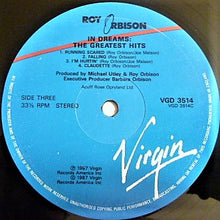 ROY ORBISON
IN DREAMS:
THE GREATEST HITS
1. RUNNING SCARED (Roy Orbison/Joe Melson)
2. FALLING (Roy Orbison)
3. I'M HURTIN' (Roy Orbison/Joe Melson)
4. CLAUDETTE (Roy Orbison)
Produced by Michael Utley & Roy Orbison
Executive Producer Barbara Orbison
Acuff Rose Opryland Ltd
SIDE THREE
33⅓ RPM STEREO
VGD 3514
VGD 3514C
Virgin
Records America Inc
1987 Virgin
Records America Inc